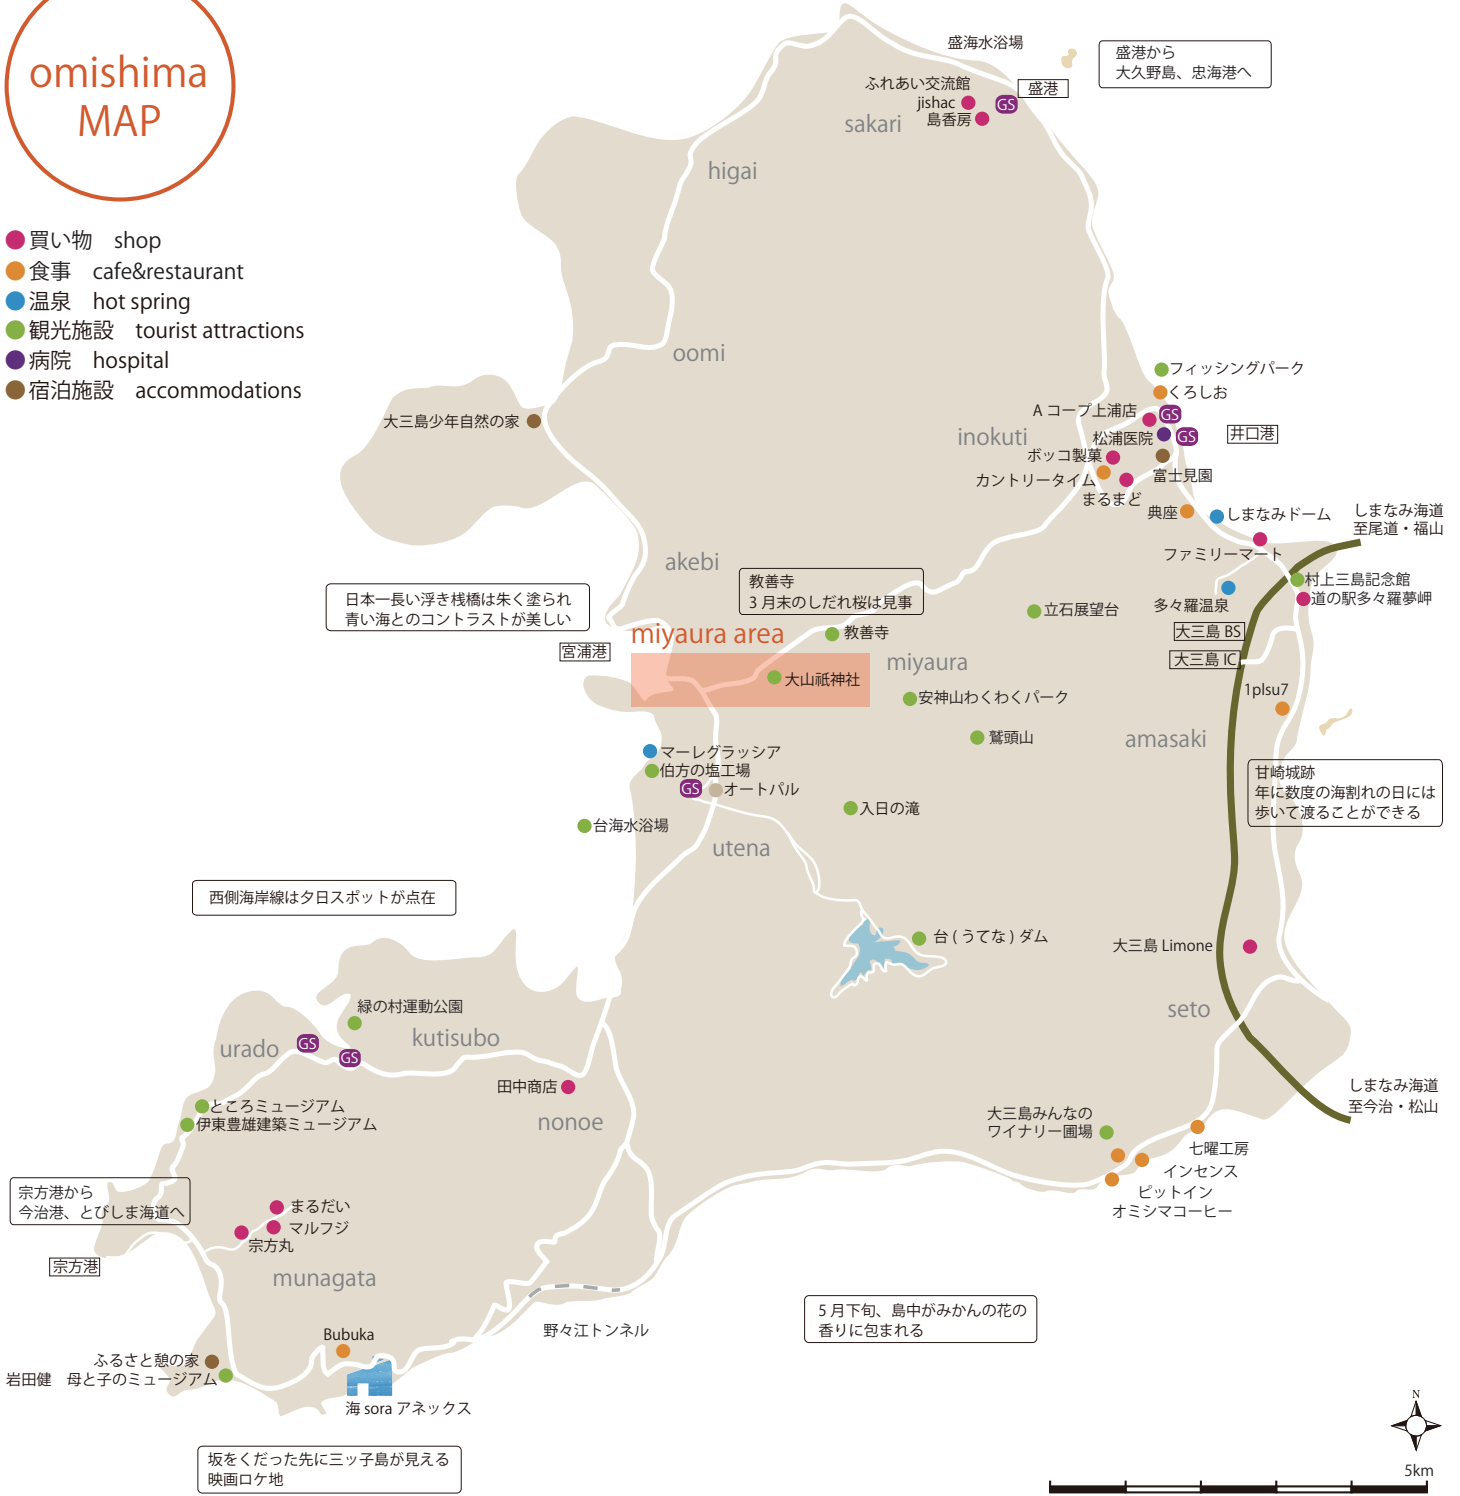 omishima
MAP
買い物 shop
食事 cafe&restaurant
温泉 hot spring
観光施設 tourist attractions
病院 hospital
宿泊施設 accommodations
盛海水浴場
盛港から
大久野島、忠海港へ
ふれあい交流館
盛港
jishac
GS
島香房
sakari
higai
oomi
フィッシングパーク
くろしお
Aコープ上浦店
GS
大三島少年自然の家
inokuti
松浦医院
GS
井口港
ボッコ製菓
カントリータイム
富士見園
まるまど
典座
しまなみドーム
しまなみ海道
至尾道・福山
ファミリーマート
akebi
教善寺
3月末のしだれ桜は見事
村上三島記念館
道の駅多々羅夢岬
多々羅温泉
日本一長い浮き桟橋は朱く塗られ
青い海とのコントラストが美しい
立石展望台
miyaura area
教善寺
大三島 BS
宮浦港
miyaura
大三島 IC
大山祇神社
安神山わくわくパーク
1plsu7
鷲頭山
amasaki
マーレグラッシア
伯方の塩工場
GS
オートパル
甘崎城跡
年に数度の海割れの日には
歩いて渡ることができる
入日の滝
台海水浴場
utena
西側海岸線は夕日スポットが点在
台(うてな)ダム
大三島 Limone
緑の村運動公園
seto
urado
GS
GS
kutisubo
田中商店
しまなみ海道
至今治・松山
ところミュージアム
伊東豊雄建築ミュージアム
nonoe
大三島みんなの
ワイナリー圃場
七曜工房
インセンス
ピットイン
オミシマコーヒー
宗方港から
今治港、とびしま海道へ
まるだい
マルフジ
宗方丸
宗方港
munagata
5月下旬、島中がみかんの花の
香りに包まれる
野々江トンネル
Bubuka
ふるさと憩の家
岩田健 母と子のミュージアム
海 sora アネックス
坂をくだった先に三ッ子島が見える
映画ロケ地
N
5km